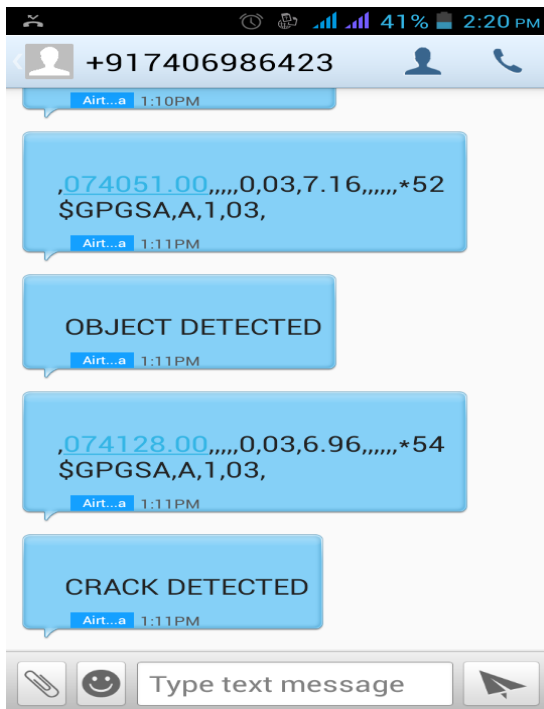 41% 2:20 PM
+917406986423
Airt...a 1:10PM
,074051.00,,,,,0,03,7.16,,,,,,*52
$GPGSA,A,1,03,
Airt...a 1:11PM
OBJECT DETECTED
Airt...a 1:11PM
,074128.00,,,,,0,03,6.96,,,,,,*54
$GPGSA,A,1,03,
Airt...a 1:11PM
CRACK DETECTED
Airt...a 1:11PM
Type text message